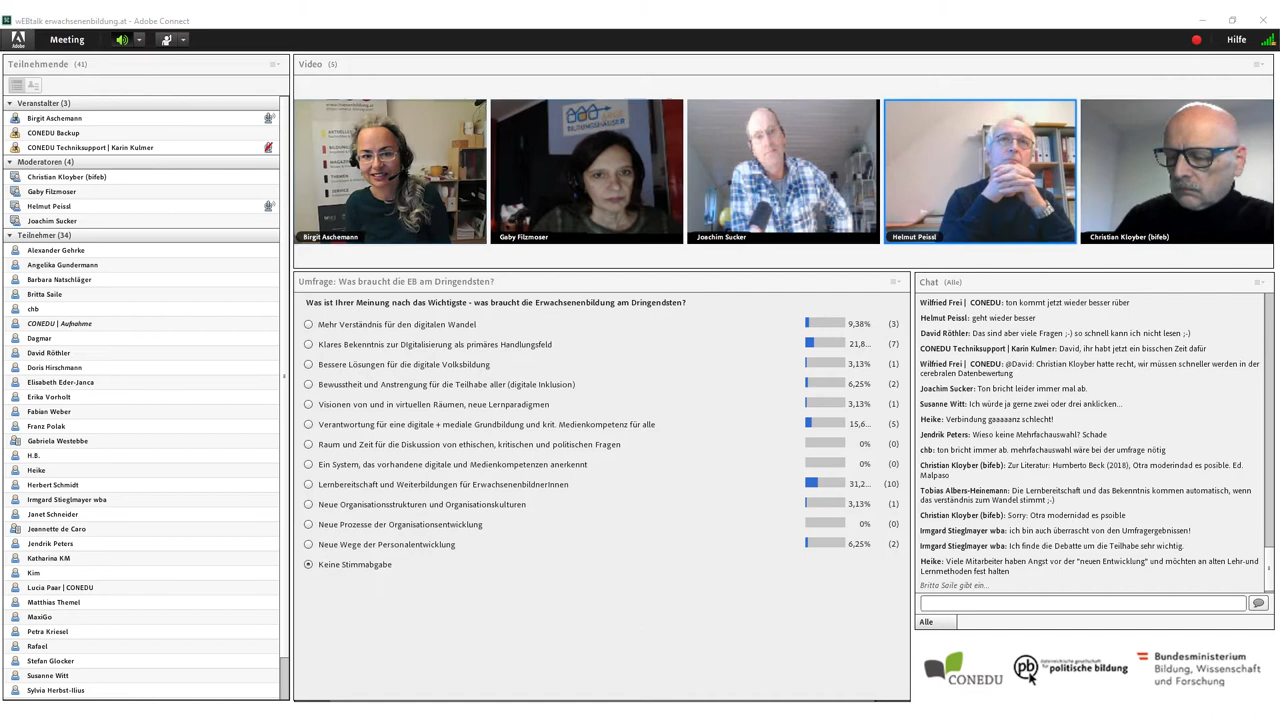 wEBtalk erwachsenenbildung.at - Adobe Connect
Adobe
Meeting
Hilfe
Teilnehmende (41)
Veranstalter (3)
Birgit Aschemann
CONEDU Backup
CONEDU Techniksupport | Karin Kulmer
Moderatoren (4)
Christian Kloyber (bifeb)
Gaby Filzmoser
Helmut Peissl
Joachim Sucker
Teilnehmer (34)
Alexander Gehrke
Angelika Gundermann
Barbara Natschläger
Britta Saile
chb
CONEDU | Aufnahme
Dagmar
David Röthler
Doris Hirschmann
Elisabeth Eder-Janca
Erika Vorholt
Fabian Weber
Franz Polak
Gabriela Westebbe
H.B.
Heike
Herbert Schmidt
Irmgard Stieglmayer wba
Janet Schneider
Jeannette de Caro
Jendrik Peters
Katharina KM
Kim
Lucia Paar | CONEDU
Matthias Themel
MaxiGo
Petra Kriesel
Rafael
Stefan Glocker
Susanne Witt
Sylvia Herbst-Ilius
Video (5)
BILDUNGSHÄUSER
Birgit Aschemann
Gaby Filzmoser
Joachim Sucker
Helmut Peissl
Christian Kloyber (bifeb)
Umfrage: Was braucht die EB am Dringendsten?
Was ist Ihrer Meinung nach das Wichtigste - was braucht die Erwachsenenbildung am Dringendsten?
Mehr Verständnis für den digitalen Wandel 9,38% (3)
Klares Bekenntnis zur DIgitalisierung als primäres Handlungsfeld 21,8... (7)
Bessere Lösungen für die digitale Volksbildung 3,13% (1)
Bewusstheit und Anstrengung für die Teilhabe aller (digitale Inklusion) 6,25% (2)
Visionen von und in virtuellen Räumen, neue Lernparadigmen 3,13% (1)
Verantwortung für eine digitale + mediale Grundbildung und krit. Medienkompetenz für alle 15,6... (5)
Raum und Zeit für die Diskussion von ethischen, kritischen und politischen Fragen 0% (0)
Ein System, das vorhandene digitale und Medienkompetenzen anerkennt 0% (0)
Lernbereitschaft und Weiterbildungen für ErwachsenenbildnerInnen 31,2... (10)
Neue Organisationsstrukturen und Organisationskulturen 3,13% (1)
Neue Prozesse der Organisationsentwicklung 0% (0)
Neue Wege der Personalentwicklung 6,25% (2)
Keine Stimmabgabe
Chat (Alle)
Wilfried Frei | CONEDU: ton kommt jetzt wieder besser rüber
Helmut Peissl: geht wieder besser
David Röthler: Das sind aber viele Fragen ;-) so schnell kann ich nicht lesen ;-)
CONEDU Techniksupport | Karin Kulmer: David, ihr habt jetzt ein bisschen Zeit dafür
Wilfried Frei | CONEDU: @David: Christian Kloyber hatte recht, wir müssen schneller werden in der
cerebralen Datenbewertung
Joachim Sucker: Ton bricht leider immer mal ab.
Susanne Witt: Ich würde ja gerne zwei oder drei anklicken...
Heike: Verbindung gaaaanz schlecht!
Jendrik Peters: Wieso keine Mehrfachauswahl? Schade
chb: ton bricht immer ab. mehrfachauswahl wäre bei der umfrage nötig
Christian Kloyber (bifeb): Zur Literatur: Humberto Beck (2018), Otra moderindad es posible. Ed.
Malpaso
Tobias Albers-Heinemann: Die Lernbereitschaft und das Bekenntnis kommen automatisch, wenn
das verständnis zum Wandel stimmt ;-)
Christian Kloyber (bifeb): Sorry: Otra modernidad es psoible
Irmgard Stieglmayer wba: ich bin auch überrascht von den Umfragergebnissen!
Irmgard Stieglmayer wba: Ich finde die Debatte um die Teilhabe sehr wichtig.
Heike: Viele Mitarbeiter haben Angst vor der "neuen Entwicklung" und möchten an alten Lehr-und
Lernmethoden fest halten
Britta Saile gibt ein...
Alle
CONEDU
pb
österreichische gesellschaft für
politische bildung
Bundesministerium
Bildung, Wissenschaft
und Forschung